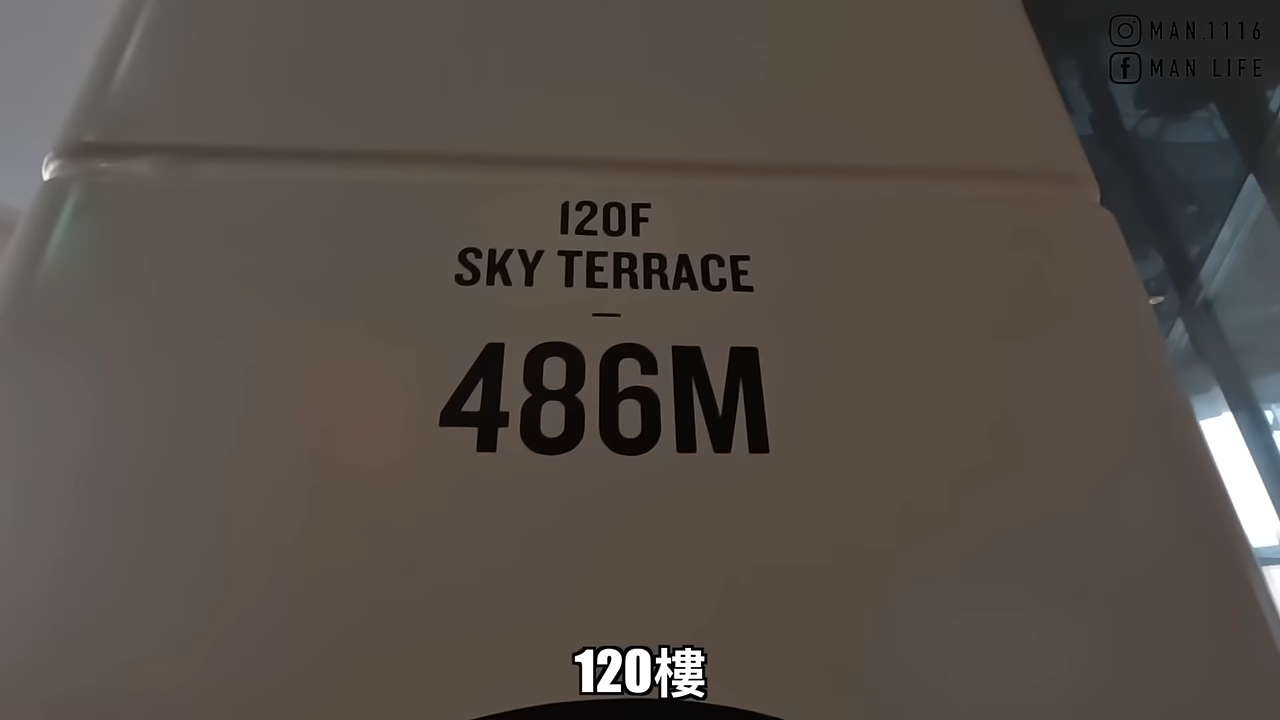 MAN.1116
MAN LIFE
120F
SKY TERRACE
—
486M
120樓